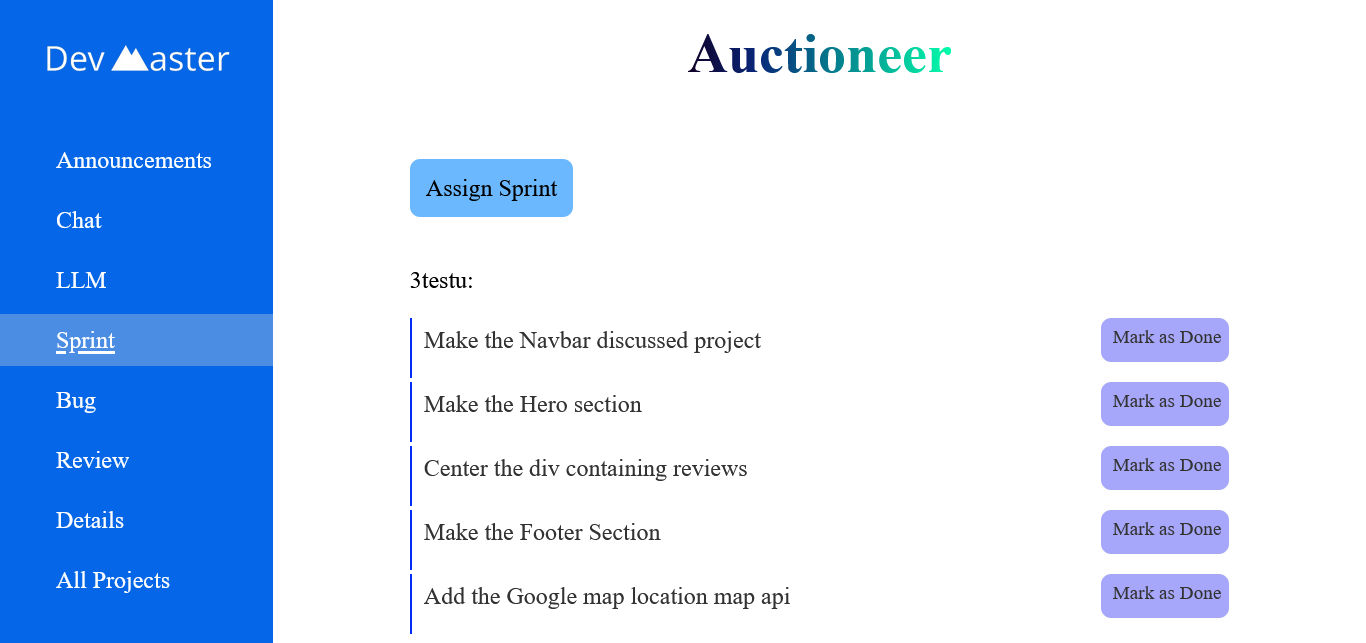 Dev Master
Announcements
Chat
LLM
Sprint
Bug
Review
Details
All Projects
Auctioneer
Assign Sprint
3testu:
Make the Navbar discussed project
Mark as Done
Make the Hero section
Mark as Done
Center the div containing reviews
Mark as Done
Make the Footer Section
Mark as Done
Add the Google map location map api
Mark as Done